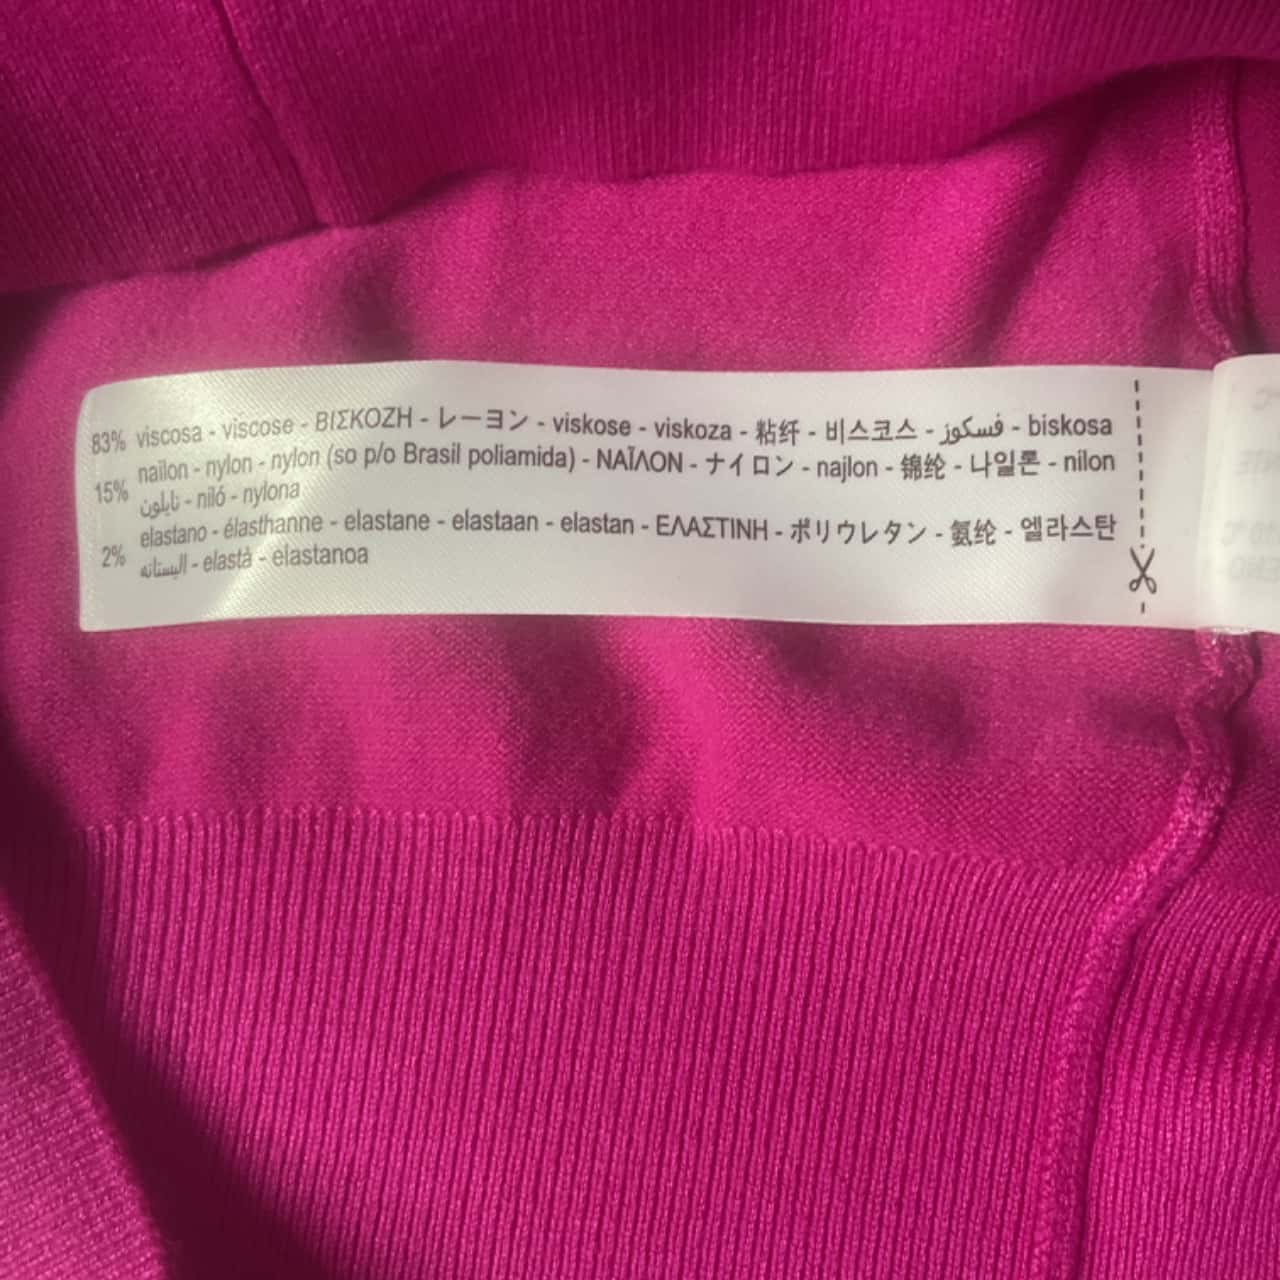 83% viscosa - viscose - ΒΙΣΚΟΖΗ - レーヨン - viskose - viskoza - 粘纤 - 비스코스 - فسكوز - biskosa
15% nailon - nylon - nylon (so p/o Brasil poliamida) - ΝΑΪΛΟΝ - ナイロン - najlon - 锦纶 - 나일론 - nilon
نايلون - niló - nylona
2% elastano - élasthanne - elastane - elastaan - elastan - ΕΛΑΣΤΙΝΗ - ポリウレタン - 氨纶 - 엘라스탄
اليستانه - elastà - elastanoa